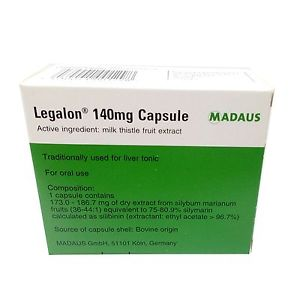 Legalon® 140mg Capsule
MADAUS
Active ingredient: milk thistle fruit extract
Traditionally used for liver tonic
For oral use
Composition:
1 capsule contains
173.0 - 186.7 mg of dry extract from silybum marianum
fruits (36-44:1) equivalent to 75-80.9% silymarin
calculated as silibinin (extractant: ethyl acetate > 96.7%)
Source of capsule shell: Bovine origin
MADAUS GmbH, 51101 Köln, Germany